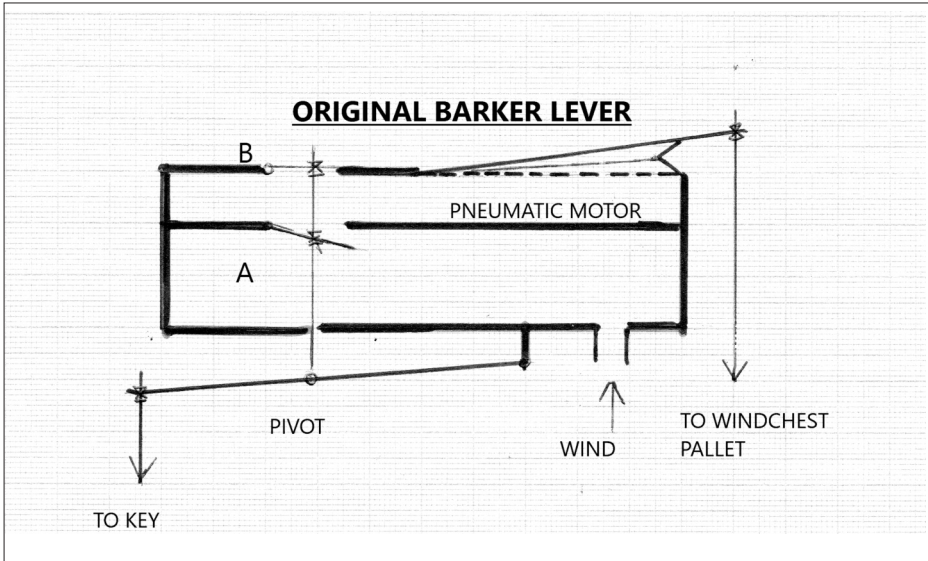 ORIGINAL BARKER LEVER
B
PNEUMATIC MOTOR
A
PIVOT
WIND
TO WINDCHEST
PALLET
TO KEY